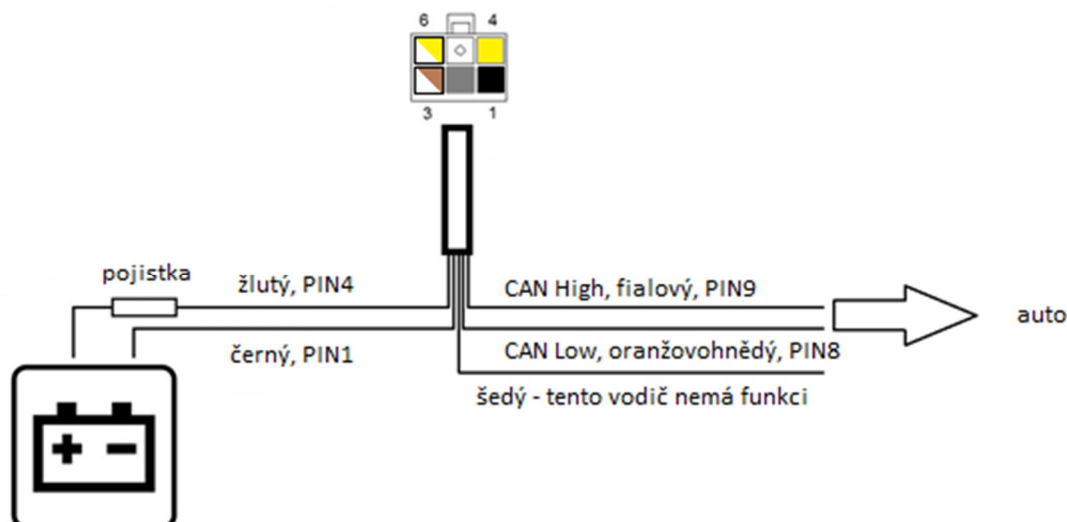 6 4
3 1
pojistka
žlutý, PIN4
CAN High, fialový, PIN9
auto
černý, PIN1
CAN Low, oranžovohnědý, PIN8
šedý - tento vodič nemá funkci